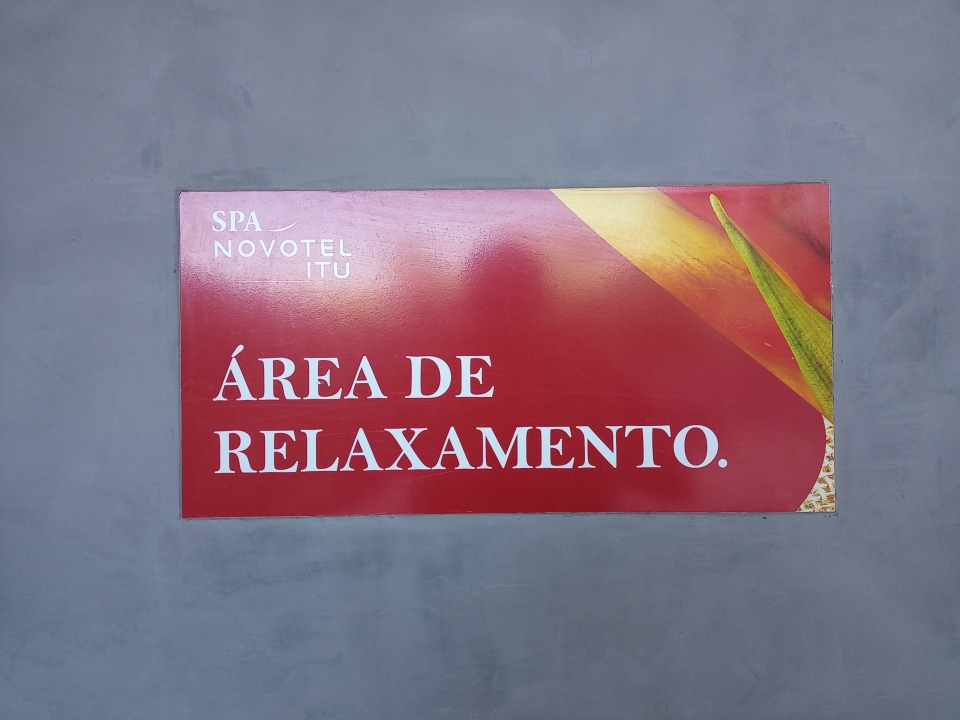 SPA
NOVOTEL
ITU
ÁREA DE
RELAXAMENTO.